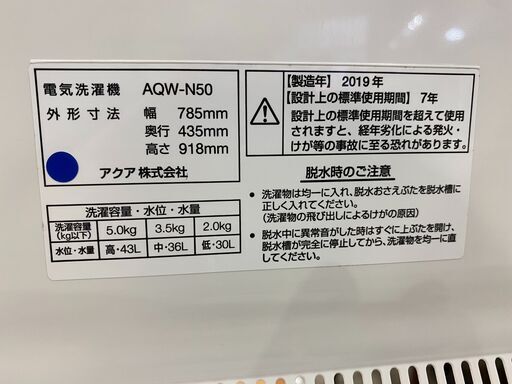 電気洗濯機 AQW-N50
外形寸法 幅 785mm
奥行 435mm
高さ 918mm
アクア株式会社
洗濯容量・水位・水量
洗濯容量(kg以下) 5.0kg 3.5kg 2.0kg
水位・水量 高・43L 中・36L 低・30L
【製造年】2019年
【設計上の標準使用期間】7年
設計上の標準使用期間を超えて使用
されますと、経年劣化による発火・
けが等の事故に至る恐れがあります。
脱水時のご注意
• 洗濯物は均一に入れ、脱水おさえぶたを脱水槽に
正しく入れてください。
(洗濯物の飛び出しによるけがの原因)
• 脱水中に異常音がした時はすぐに上ぶたを開け、
脱水槽が完全に停止してから、洗濯物を均一に直
してください。